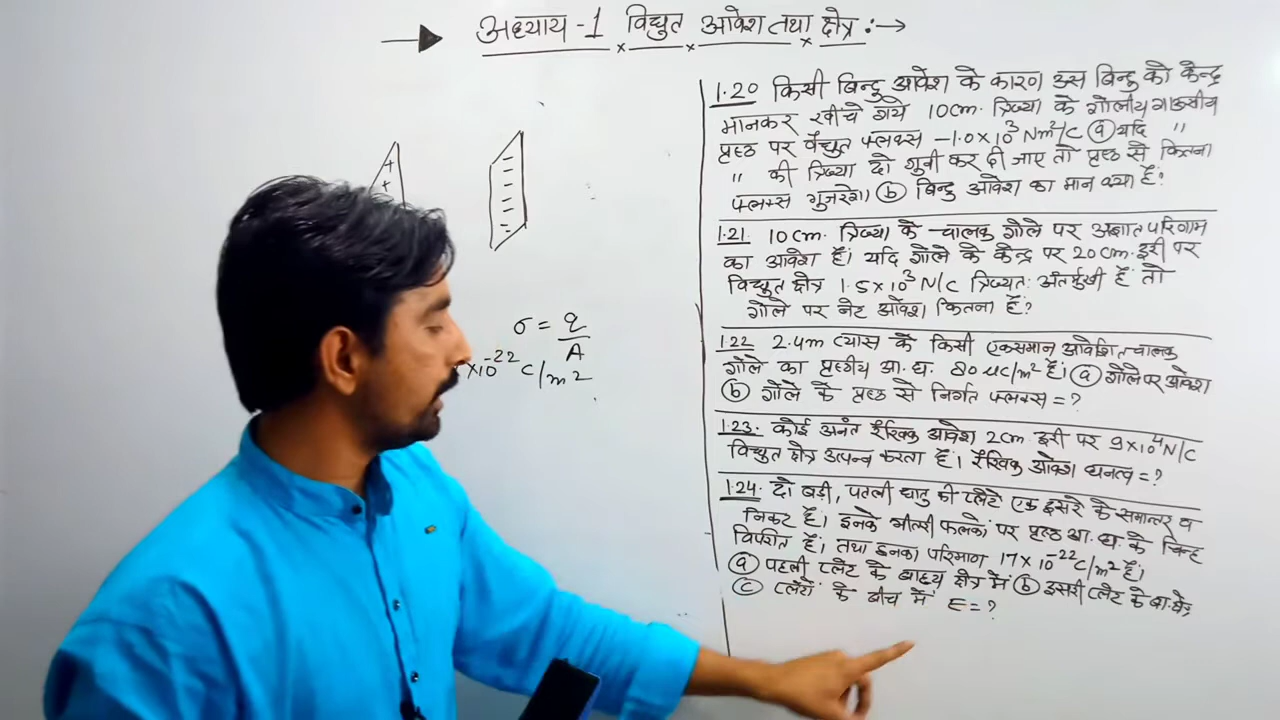 अध्याय-1 विद्युत आवेश तथा क्षेत्र :→
+
+
σ = q/A
×10⁻²² C/m²
1.20 किसी बिन्दु आवेश के कारण उस बिन्दु को केन्द्र
मानकर खींचे गये 10cm. त्रिज्या के गोलीय गाऊसीय
पृष्ठ पर वैद्युत फ्लक्स -1.0×10³ Nm²/C ⓐ यदि "
" की त्रिज्या दो गुनी कर दी जाए तो पृष्ठ से कितना
फ्लक्स गुजरेगा ⓑ बिन्दु आवेश का मान क्या है?
1.21. 10cm. त्रिज्या के चालक गोले पर अज्ञात परिणाम
का आवेश है। यदि गोले के केन्द्र पर 20cm. दूरी पर
विद्युत क्षेत्र 1.5×10³ N/C त्रिज्यत: अंतर्मुखी है तो
गोले पर नेट आवेश कितना है?
1.22 2.4m व्यास के किसी एकसमान आवेशित चालक
गोले का पृष्ठीय आ. घ. 80 μC/m² है। ⓐ गोले पर आवेश
ⓑ गोले के पृष्ठ से निर्गत फ्लक्स = ?
1.23. कोई अनंत रैखिक आवेश 2cm. दूरी पर 9×10⁴ N/C
विद्युत क्षेत्र उत्पन्न करता है। रैखिक आवेश घनत्व = ?
1.24. दो बड़ी, पतली धातु की प्लेटें एक दूसरे के समान्तर व
निकट हैं। इनके भीतरी फलकों पर पृष्ठ आ. घ. के चिन्ह
विपरीत हैं। तथा इनका परिमाण 17×10⁻²² C/m² है।
ⓐ पहली प्लेट के बाहय क्षेत्र में ⓑ दूसरी प्लेट के बा. क्षेत्र
ⓒ प्लेटों के बीच में E = ?